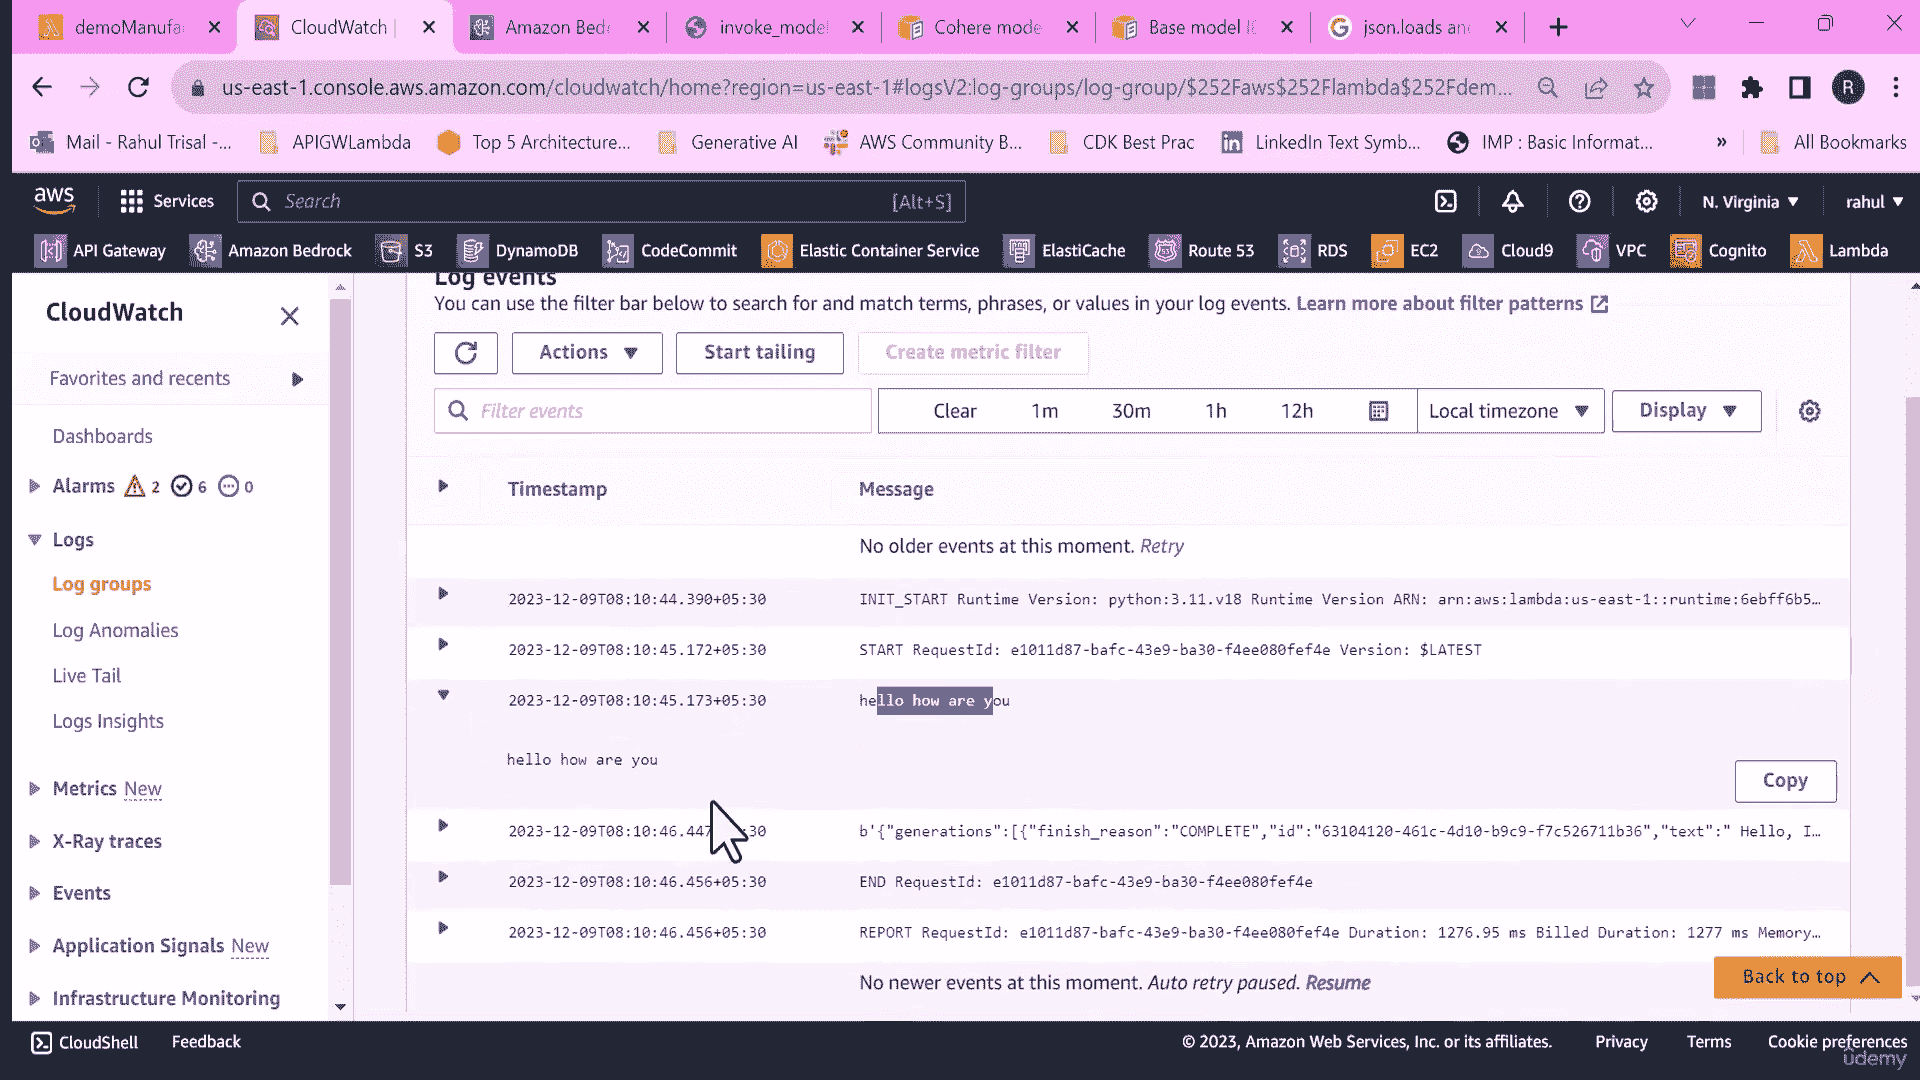 demoManufa
CloudWatch |
Amazon Bed
invoke_model
Cohere mode
Base model I
json.loads an
us-east-1.console.aws.amazon.com/cloudwatch/home?region=us-east-1#logsV2:log-groups/log-group/$252Faws$252Flambda$252Fdem...
R
Mail - Rahul Trisal -...
APIGWLambda
Top 5 Architecture...
Generative AI
AWS Community B...
CDK Best Prac
LinkedIn Text Symb...
IMP : Basic Informat...
»
All Bookmarks
aws
Services
Search
[Alt+S]
N. Virginia
rahul
API Gateway
Amazon Bedrock
S3
DynamoDB
CodeCommit
Elastic Container Service
ElastiCache
Route 53
RDS
EC2
Cloud9
VPC
Cognito
Lambda
CloudWatch
Favorites and recents
Dashboards
Alarms 2 6 0
Logs
Log groups
Log Anomalies
Live Tail
Logs Insights
Metrics New
X-Ray traces
Events
Application Signals New
Infrastructure Monitoring
Log events
You can use the filter bar below to search for and match terms, phrases, or values in your log events. Learn more about filter patterns
Actions
Start tailing
Create metric filter
Filter events
Clear
1m
30m
1h
12h
Local timezone
Display
Timestamp
Message
No older events at this moment. Retry
2023-12-09T08:10:44.390+05:30 INIT_START Runtime Version: python:3.11.v18 Runtime Version ARN: arn:aws:lambda:us-east-1::runtime:6ebff6b5...
2023-12-09T08:10:45.172+05:30 START RequestId: e1011d87-bafc-43e9-ba30-f4ee080fef4e Version: $LATEST
2023-12-09T08:10:45.173+05:30 hello how are you
hello how are you
Copy
2023-12-09T08:10:46.447 30 b'{"generations":[{"finish_reason":"COMPLETE","id":"63104120-461c-4d10-b9c9-f7c526711b36","text":" Hello, I...
2023-12-09T08:10:46.456+05:30 END RequestId: e1011d87-bafc-43e9-ba30-f4ee080fef4e
2023-12-09T08:10:46.456+05:30 REPORT RequestId: e1011d87-bafc-43e9-ba30-f4ee080fef4e Duration: 1276.95 ms Billed Duration: 1277 ms Memory...
No newer events at this moment. Auto retry paused. Resume
Back to top
CloudShell
Feedback
© 2023, Amazon Web Services, Inc. or its affiliates.
Privacy
Terms
Cookie preferences
udemy